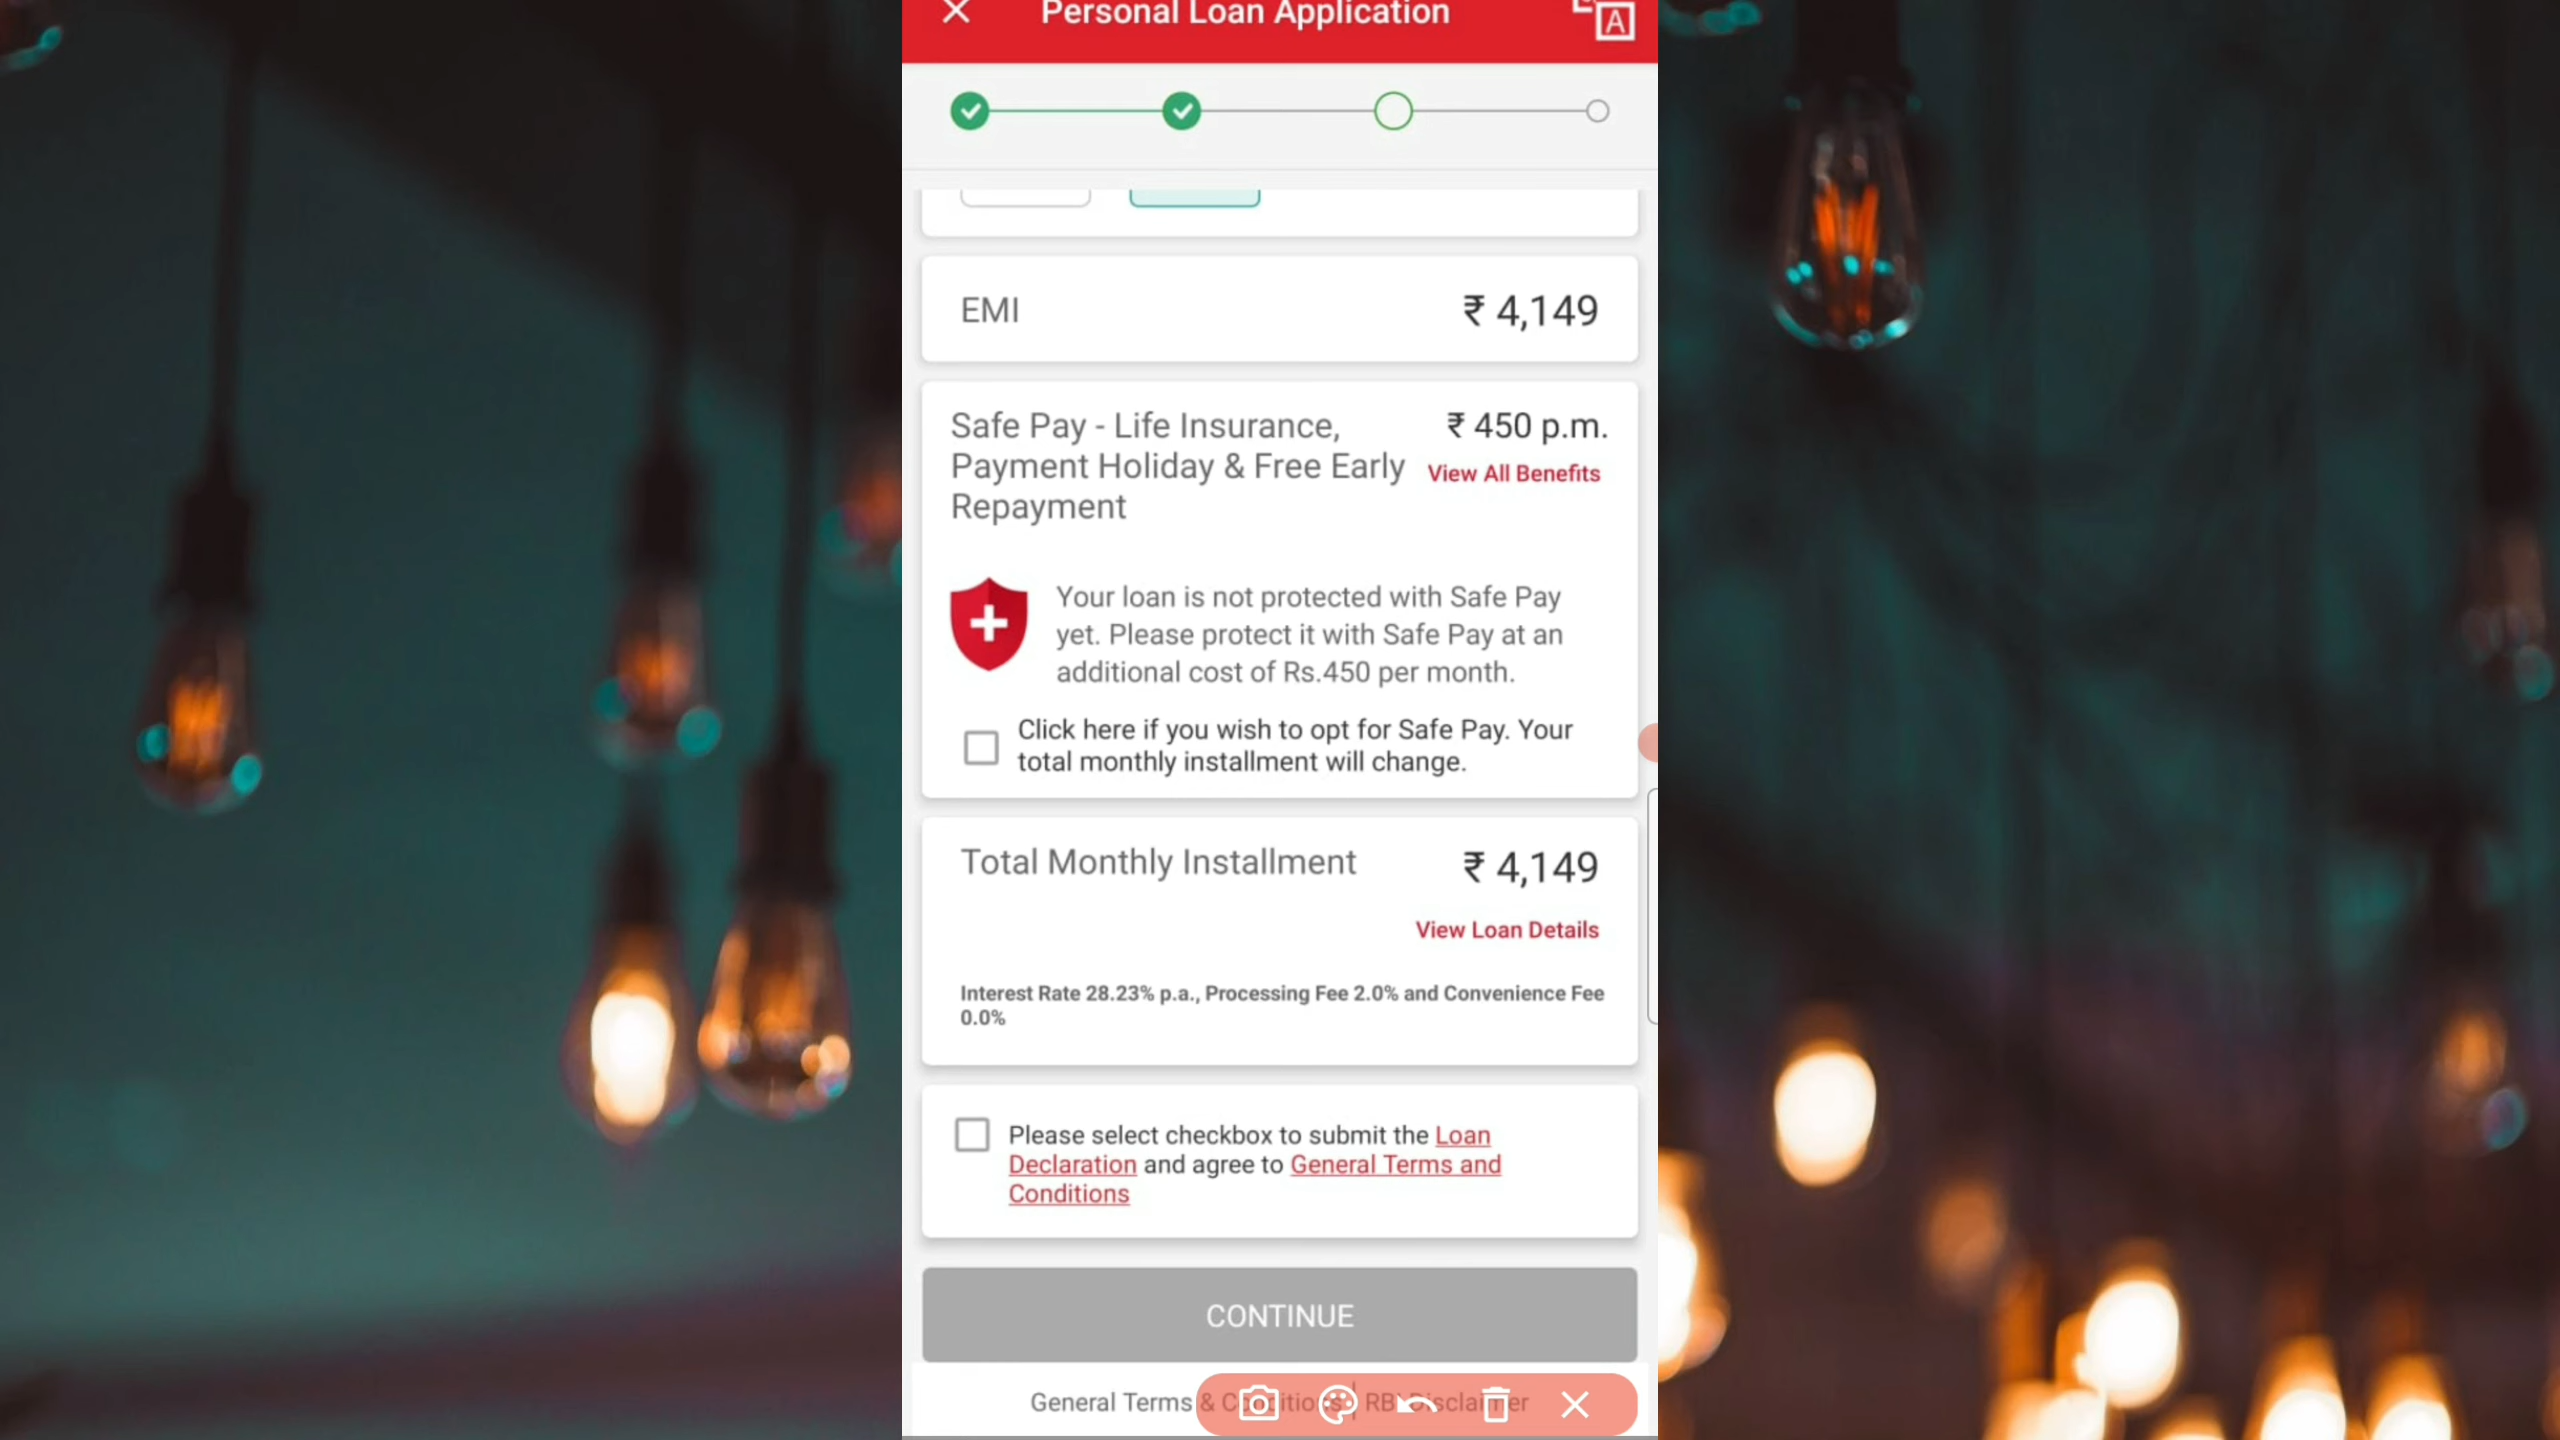 Personal Loan Application
A
EMI
₹ 4,149
Safe Pay - Life Insurance,
Payment Holiday & Free Early
Repayment
₹ 450 p.m.
View All Benefits
Your loan is not protected with Safe Pay
yet. Please protect it with Safe Pay at an
additional cost of Rs.450 per month.
Click here if you wish to opt for Safe Pay. Your
total monthly installment will change.
Total Monthly Installment
₹ 4,149
View Loan Details
Interest Rate 28.23% p.a., Processing Fee 2.0% and Convenience Fee
0.0%
Please select checkbox to submit the Loan
Declaration and agree to General Terms and
Conditions
CONTINUE
General Terms & Conditions | RBI Disclaimer